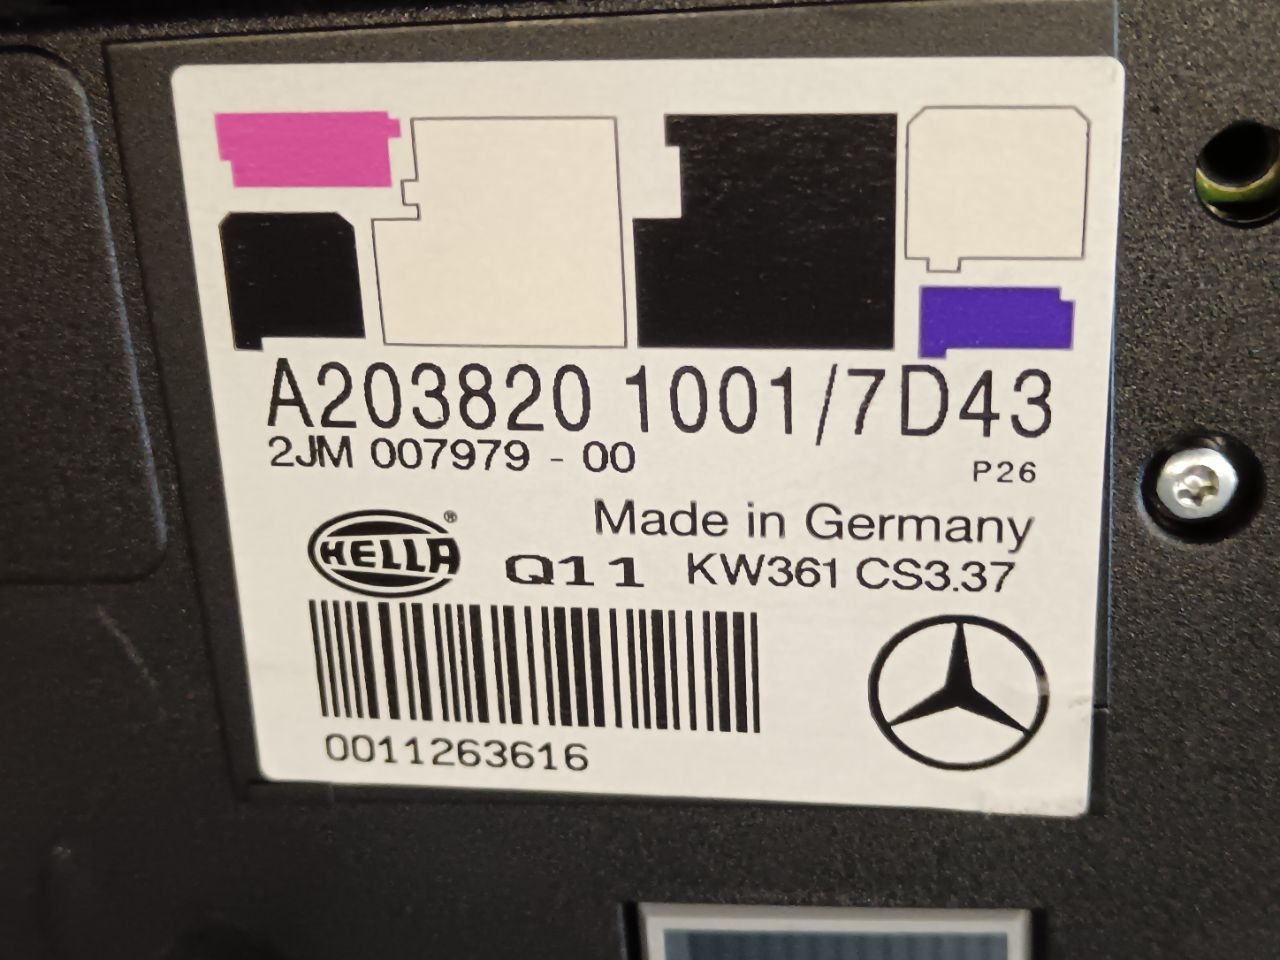 A203820 1001/7D43
2JM 007979 - 00
P26
Made in Germany
HELLA®
Q11 KW361 CS3.37
0011263616